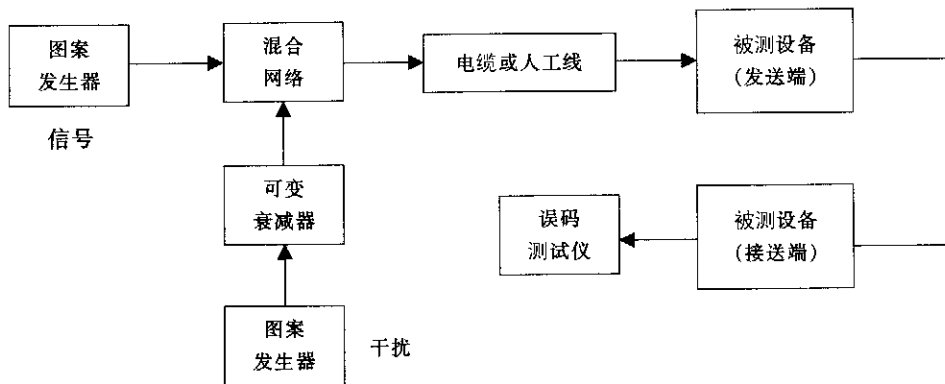 图案
发生器
信号
混合
网络
电缆或人工线
被测设备
(发送端)
可变
衰减器
图案
发生器
干扰
误码
测试仪
被测设备
(接送端)